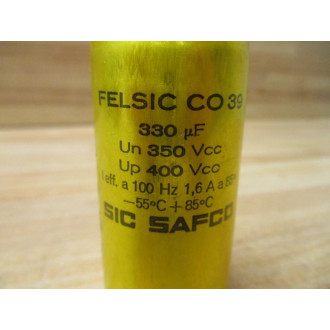 FELSIC CO 39
330 µF
Un 350 Vcc
Up 400 Vcc
eff. a 100 Hz 1,6 A a 85
−55°C +85°C
SIC SAFCO